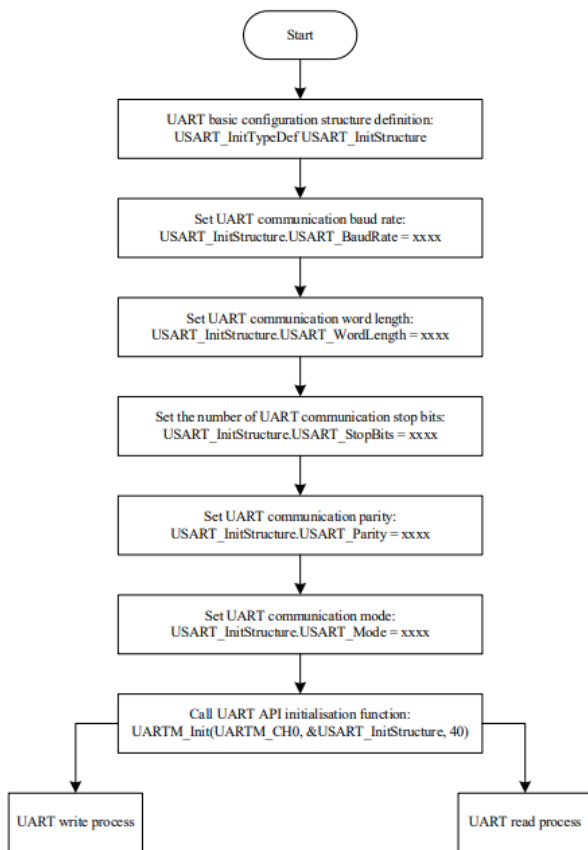 Start
UART basic configuration structure definition:
USART_InitTypeDef USART_InitStructure
Set UART communication baud rate:
USART_InitStructure.USART_BaudRate = xxxx
Set UART communication word length:
USART_InitStructure.USART_WordLength = xxxx
Set the number of UART communication stop bits:
USART_InitStructure.USART_StopBits = xxxx
Set UART communication parity:
USART_InitStructure.USART_Parity = xxxx
Set UART communication mode:
USART_InitStructure.USART_Mode = xxxx
Call UART API initialisation function:
UARTM_Init(UARTM_CH0, &USART_InitStructure, 40)
UART write process
UART read process